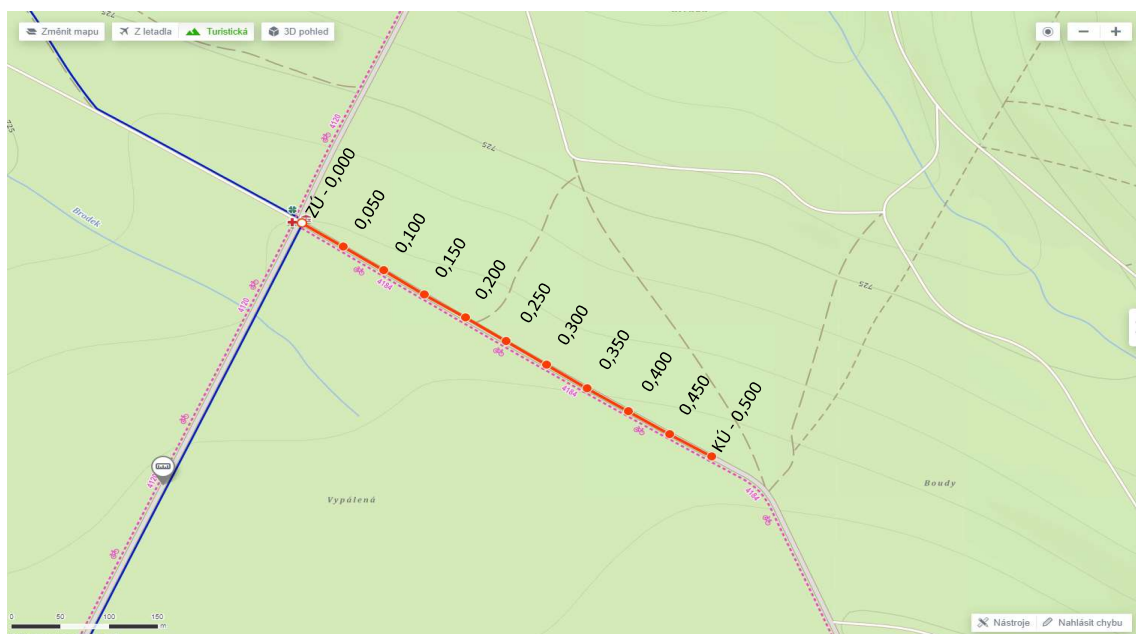 Změnit mapu
Z letadla
Turistická
3D pohled
725
4120
725
ZÚ - 0,000
0,050
0,100
0,150
0,200
0,250
0,300
0,350
0,400
0,450
KÚ - 0,500
Brodek
4184
4120
725
4184
4120
Vypálená
Boudy
4184
0 50 100 150
m
Nástroje
Nahlásit chybu